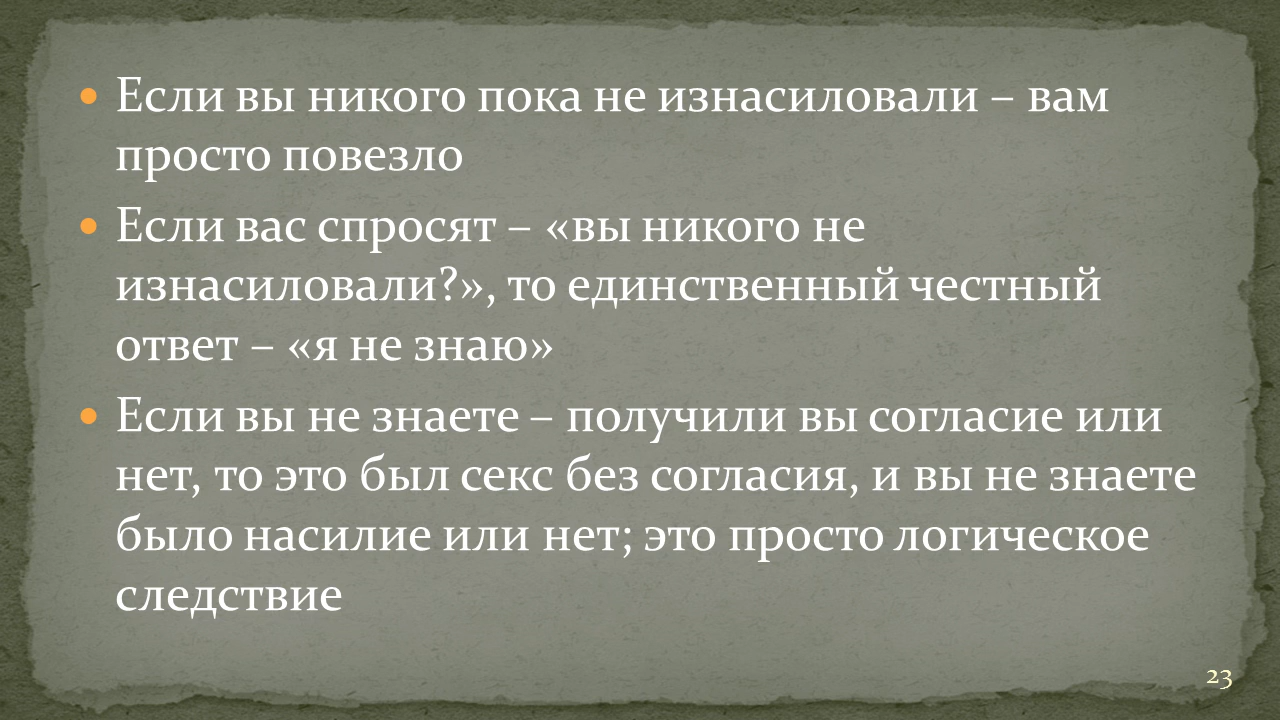 Если вы никого пока не изнасиловали – вам
просто повезло
Если вас спросят – «вы никого не
изнасиловали?», то единственный честный
ответ – «я не знаю»
Если вы не знаете – получили вы согласие или
нет, то это был секс без согласия, и вы не знаете
было насилие или нет; это просто логическое
следствие
23